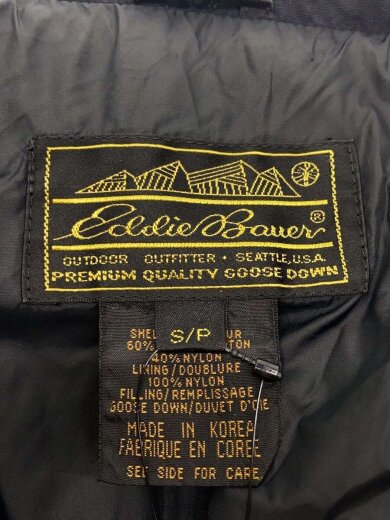 Eddie Bauer®
OUTDOOR OUTFITTER • SEATTLE, U.S.A.
PREMIUM QUALITY GOOSE DOWN
S/P
60%
40% NYLON
LINING/DOUBLURE
100% NYLON
FILLING/REMPLISSAGE
GOOSE DOWN/DUVET D'OIE
MADE IN KOREA
FABRIQUE EN COREE
SEE SIDE FOR CARE